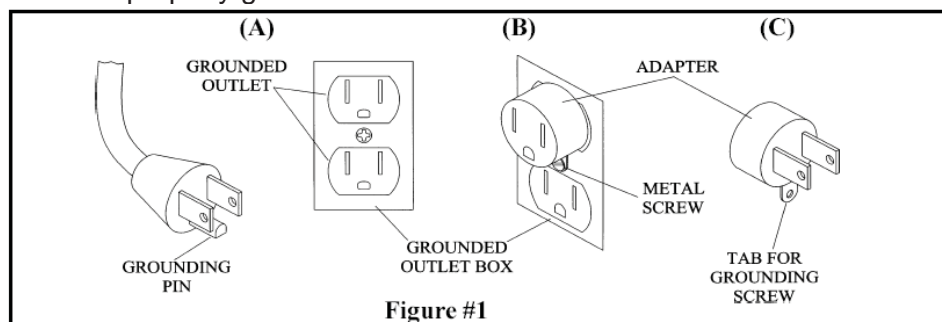 (A)
(B)
(C)
GROUNDED
OUTLET
ADAPTER
METAL
SCREW
GROUNDING
PIN
GROUNDED
OUTLET BOX
TAB FOR
GROUNDING
SCREW
Figure #1